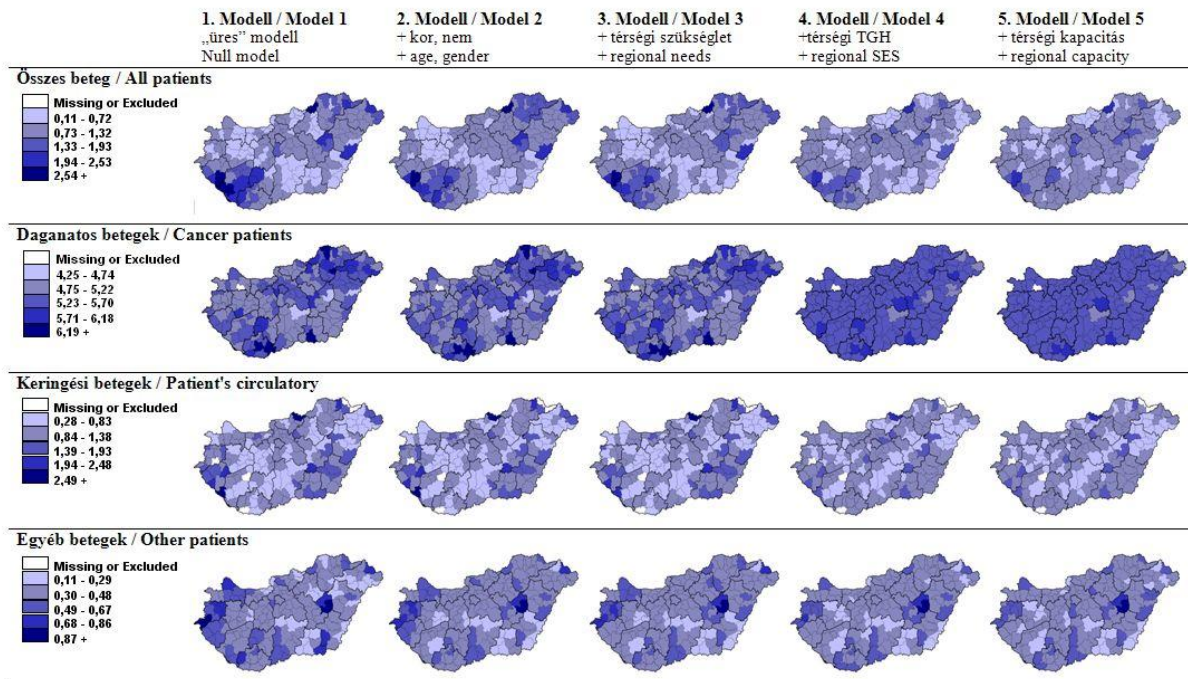 1. Modell / Model 1
„üres” modell
Null model
2. Modell / Model 2
+ kor, nem
+ age, gender
3. Modell / Model 3
+ térségi szükséglet
+ regional needs
4. Modell / Model 4
+térségi TGH
+ regional SES
5. Modell / Model 5
+ térségi kapacitás
+ regional capacity
Összes beteg / All patients
Missing or Excluded
0,11 - 0,72
0,73 - 1,32
1,33 - 1,93
1,94 - 2,53
2,54 +
Daganatos betegek / Cancer patients
Missing or Excluded
4,25 - 4,74
4,75 - 5,22
5,23 - 5,70
5,71 - 6,18
6,19 +
Keringési betegek / Patient's circulatory
Missing or Excluded
0,28 - 0,83
0,84 - 1,38
1,39 - 1,93
1,94 - 2,48
2,49 +
Egyéb betegek / Other patients
Missing or Excluded
0,11 - 0,29
0,30 - 0,48
0,49 - 0,67
0,68 - 0,86
0,87 +